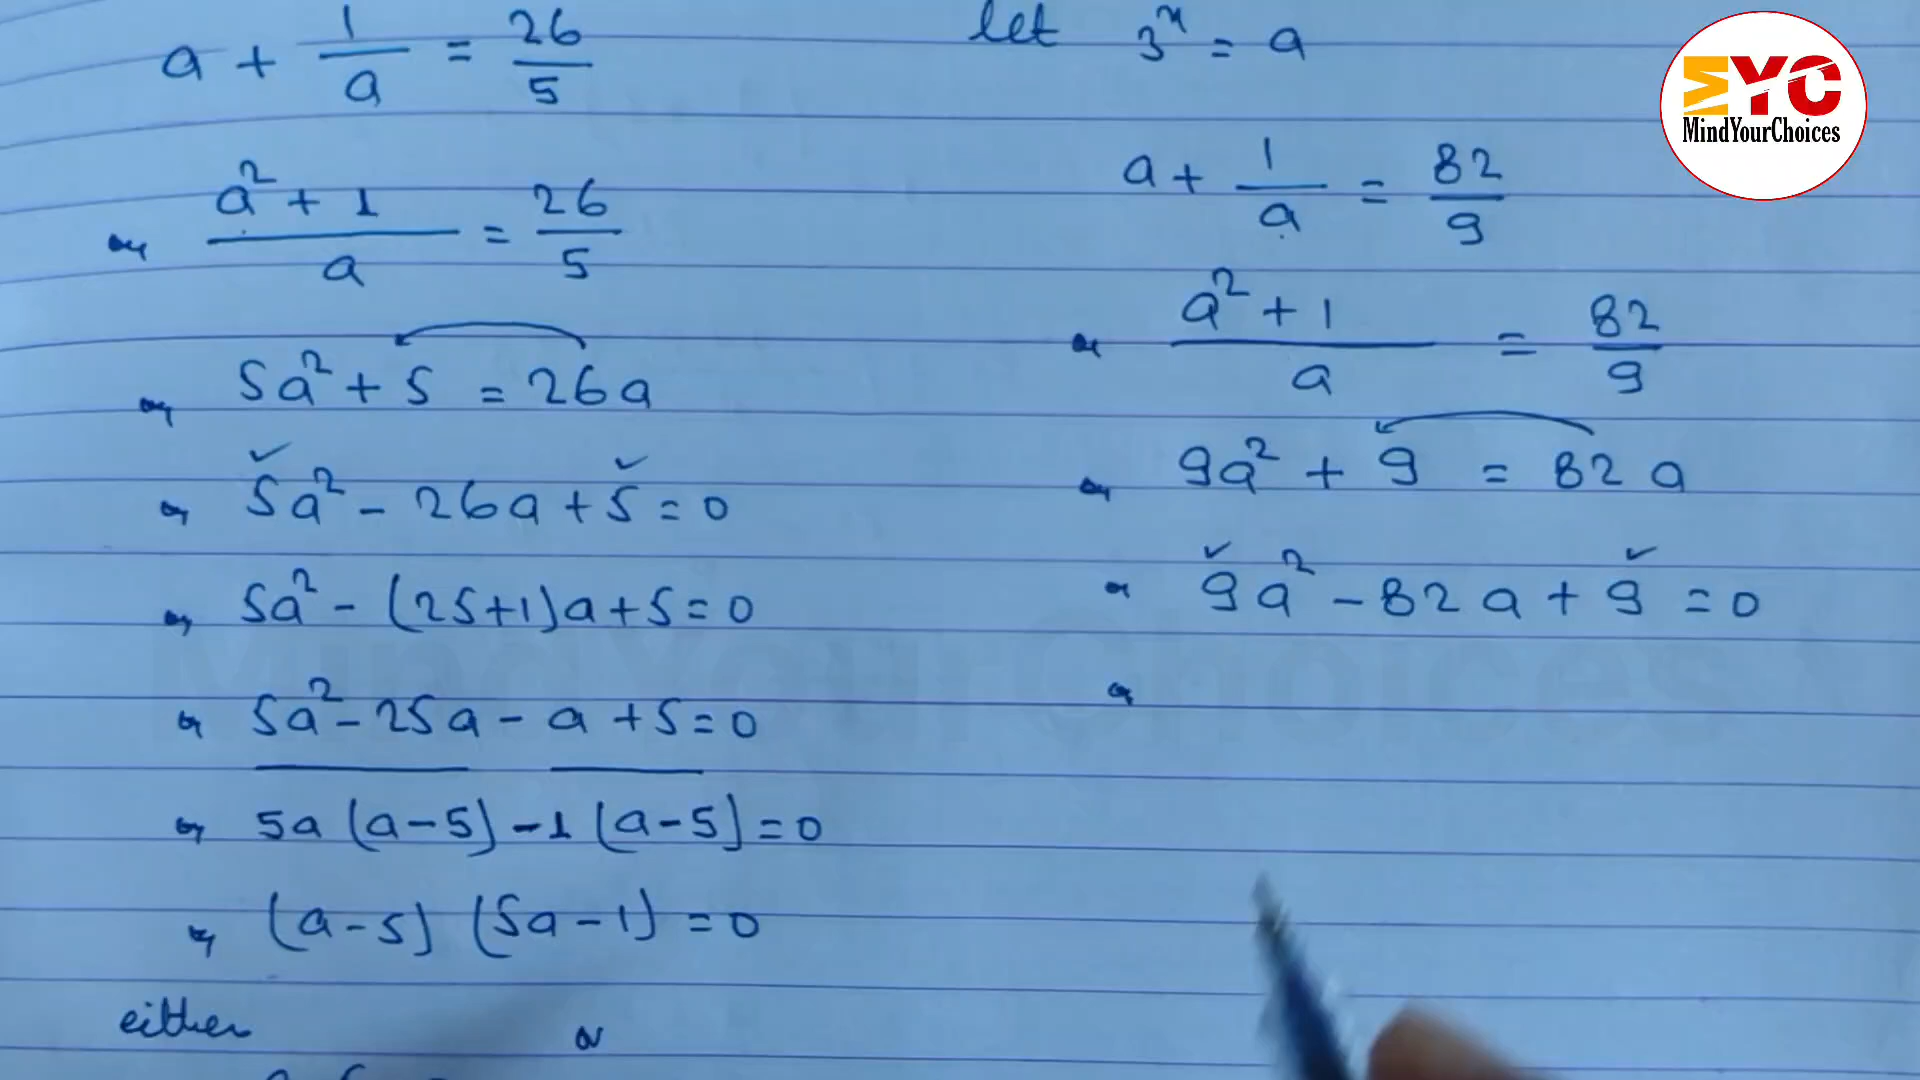 a + 1/a = 26/5
or (a² + 1)/a = 26/5
or 5a² + 5 = 26a
or 5a² - 26a + 5 = 0
or 5a² - (25+1)a + 5 = 0
or 5a² - 25a - a + 5 = 0
or 5a (a-5) - 1 (a-5) = 0
or (a-5) (5a-1) = 0
either or
let 3ˣ = a
a + 1/a = 82/9
or (a² + 1)/a = 82/9
or 9a² + 9 = 82a
or 9a² - 82a + 9 = 0
or
MYC
MindYourChoices
MindYourChoices